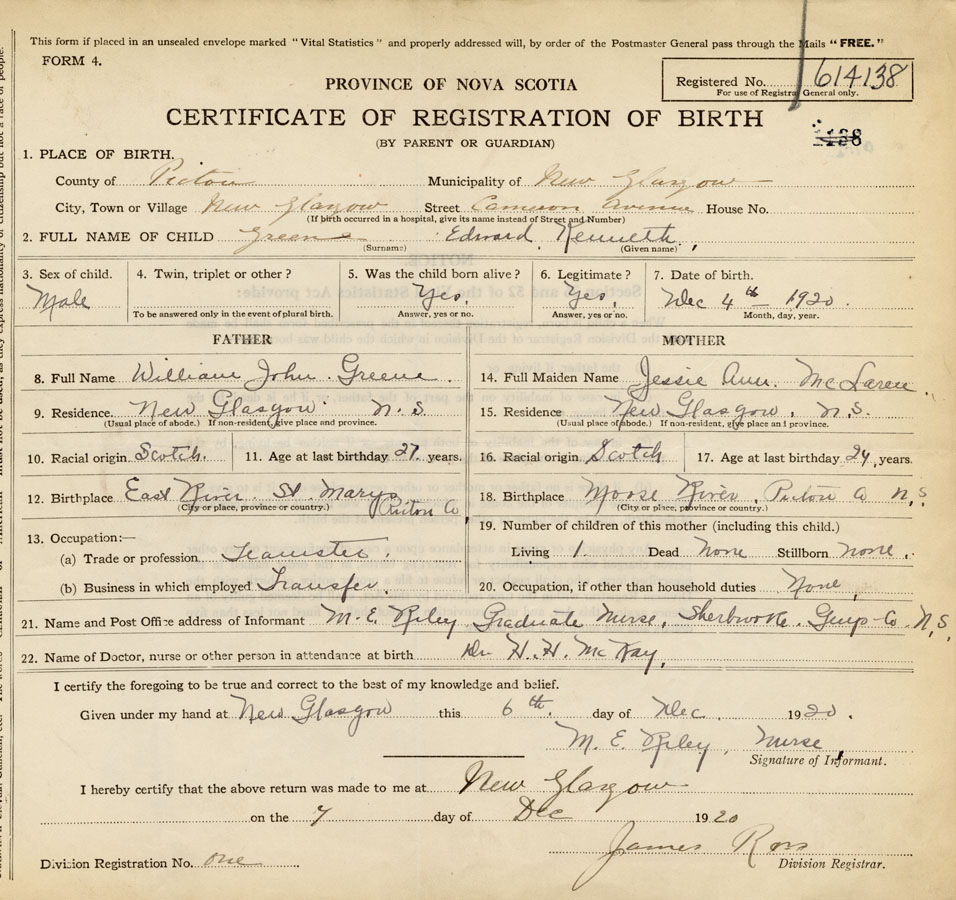 This form if placed in an unsealed envelope marked "Vital Statistics" and properly addressed will, by order of the Postmaster General pass through the Mails "FREE."
FORM 4.
Registered No. 614138
For use of Registrar General only.
PROVINCE OF NOVA SCOTIA
CERTIFICATE OF REGISTRATION OF BIRTH
(BY PARENT OR GUARDIAN)
1. PLACE OF BIRTH.
County of Pictou Municipality of New Glasgow
City, Town or Village New Glasgow Street Cameron Avenue House No.
(If birth occurred in a hospital, give its name instead of Street and Number)
2. FULL NAME OF CHILD Greene Edward Kenneth,
(Surname) (Given name)
3. Sex of child. 4. Twin, triplet or other? 5. Was the child born alive? 6. Legitimate? 7. Date of birth.
Male Yes. Yes. Dec 4th 1920.
To be answered only in the event of plural birth. Answer, yes or no. Answer, yes or no. Month, day, year.
FATHER MOTHER
8. Full Name William John Greene. 14. Full Maiden Name Jessie Ann. McLaren
9. Residence. New Glasgow. N.S. 15. Residence New Glasgow, N.S.
(Usual place of abode.) If non-resident, give place and province. (Usual place of abode.) If non-resident, give place and province.
10. Racial origin Scotch. 11. Age at last birthday 27. years. 16. Racial origin Scotch 17. Age at last birthday 24, years.
12. Birthplace East River St. Marys Pictou Co, 18. Birthplace Moose River, Pictou Co N.S
(City or place, province or country.) (City or place, province or country.)
19. Number of children of this mother (including this child.)
13. Occupation:—
(a) Trade or profession Teamster, Living 1 Dead None Stillborn None.
(b) Business in which employed Transfer. 20. Occupation, if other than household duties None,
21. Name and Post Office address of Informant M. E. Riley Graduate Nurse, Sherbrooke. Guys-Co. N.S.
22. Name of Doctor, nurse or other person in attendance at birth Dr H. H. McKay,
I certify the foregoing to be true and correct to the best of my knowledge and belief.
Given under my hand at New Glasgow this 6th. day of Dec. 1920.
M. E. Riley, Nurse,
Signature of Informant.
I hereby certify that the above return was made to me at New Glasgow
on the 7 day of Dec 1920
James Ross
Division Registration No. one Division Registrar.